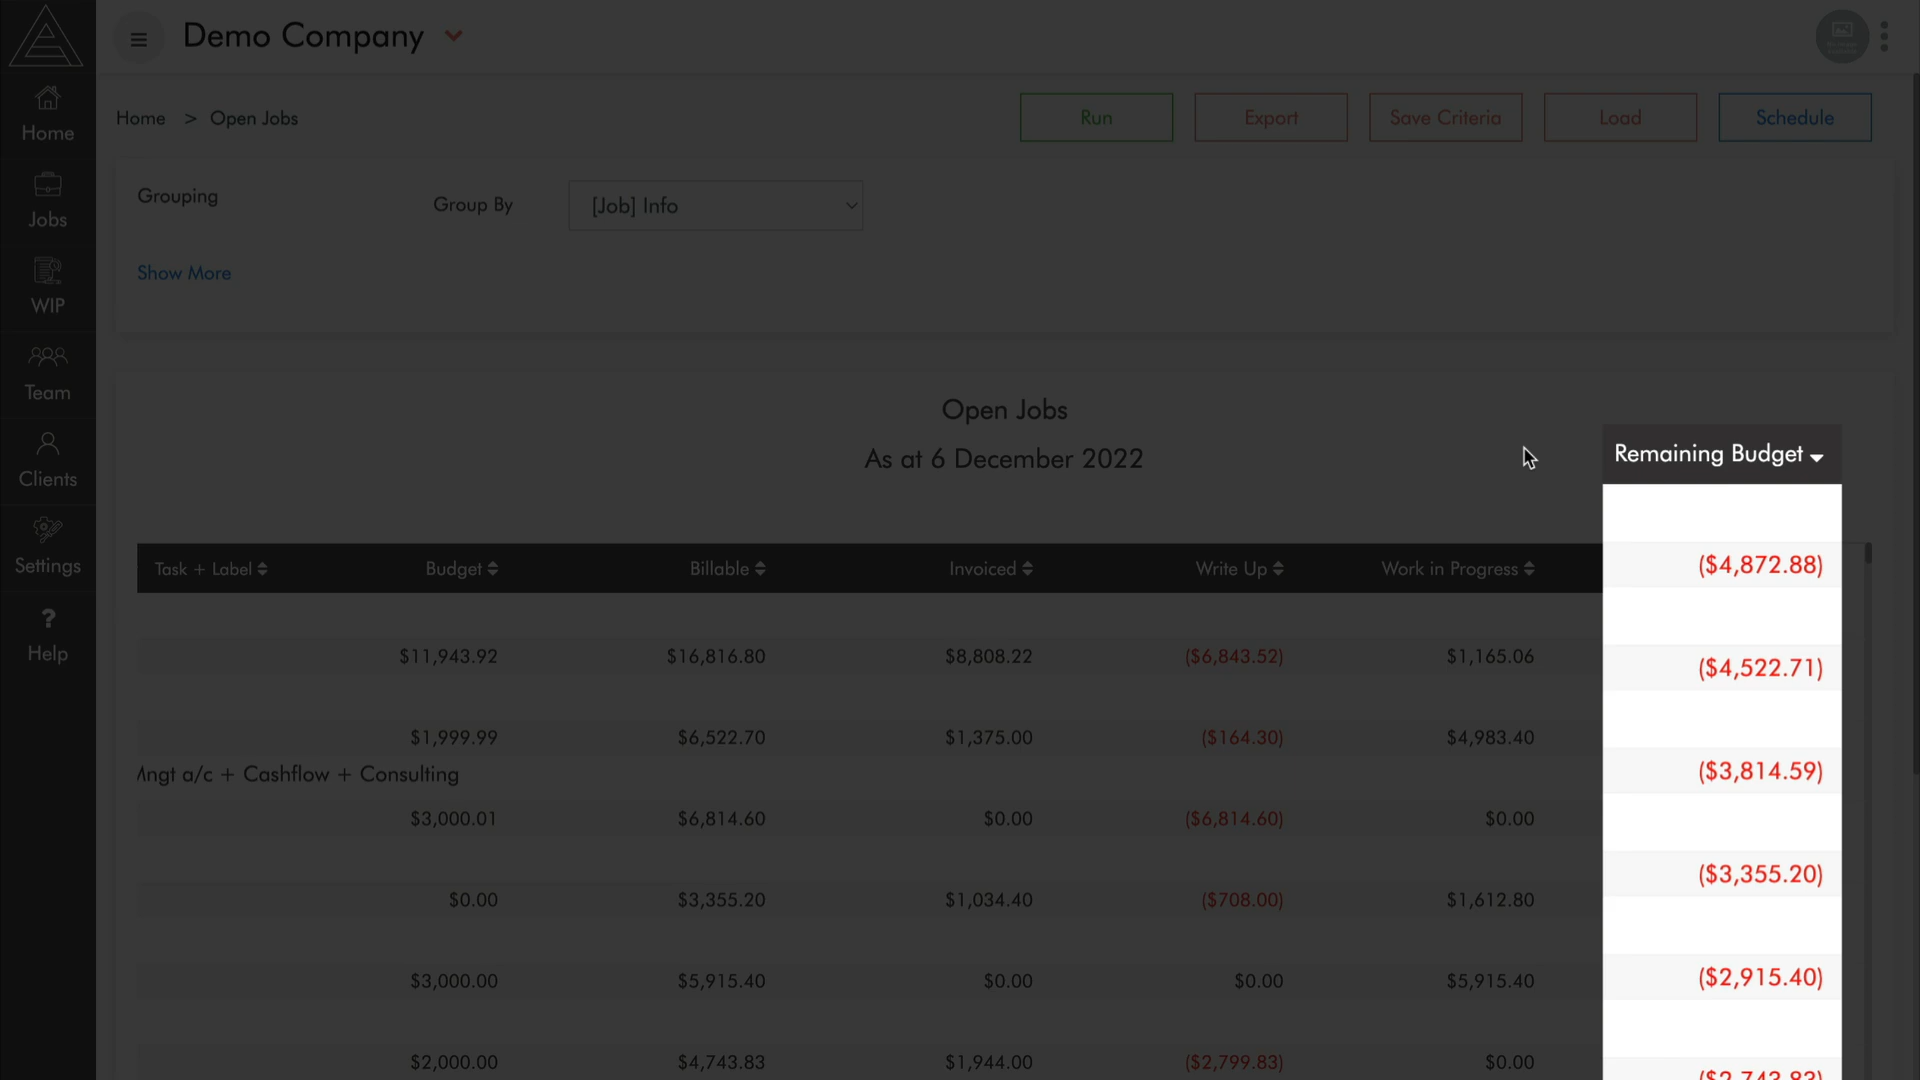 Demo Company
Home > Open Jobs
Run
Export
Save Criteria
Load
Schedule
Home
Jobs
WIP
Team
Clients
Settings
?
Help
Grouping
Group By
[Job] Info
Show More
Open Jobs
As at 6 December 2022
Task + Label Budget Billable Invoiced Write Up Work in Progress
$11,943.92 $16,816.80 $8,808.22 ($6,843.52) $1,165.06
$1,999.99 $6,522.70 $1,375.00 ($164.30) $4,983.40
Mngt a/c + Cashflow + Consulting
$3,000.01 $6,814.60 $0.00 ($6,814.60) $0.00
$0.00 $3,355.20 $1,034.40 ($708.00) $1,612.80
$3,000.00 $5,915.40 $0.00 $0.00 $5,915.40
$2,000.00 $4,743.83 $1,944.00 ($2,799.83) $0.00
Remaining Budget
($4,872.88)
($4,522.71)
($3,814.59)
($3,355.20)
($2,915.40)
($2,743.83)